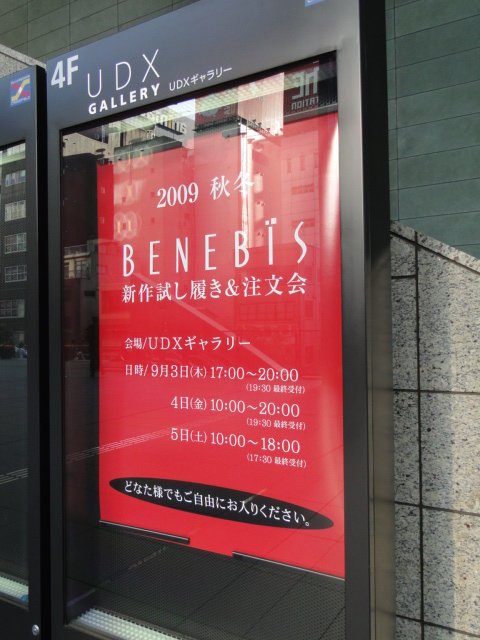 4F UDX
GALLERY UDXギャラリー
2009 秋冬
BENEBÏS
新作試し履き&注文会
会場/UDXギャラリー
日時/9月3日(木) 17:00〜20:00
(19:30 最終受付)
4日(金) 10:00〜20:00
(19:30 最終受付)
5日(土) 10:00〜18:00
(17:30 最終受付)
どなた様でもご自由にお入りください。